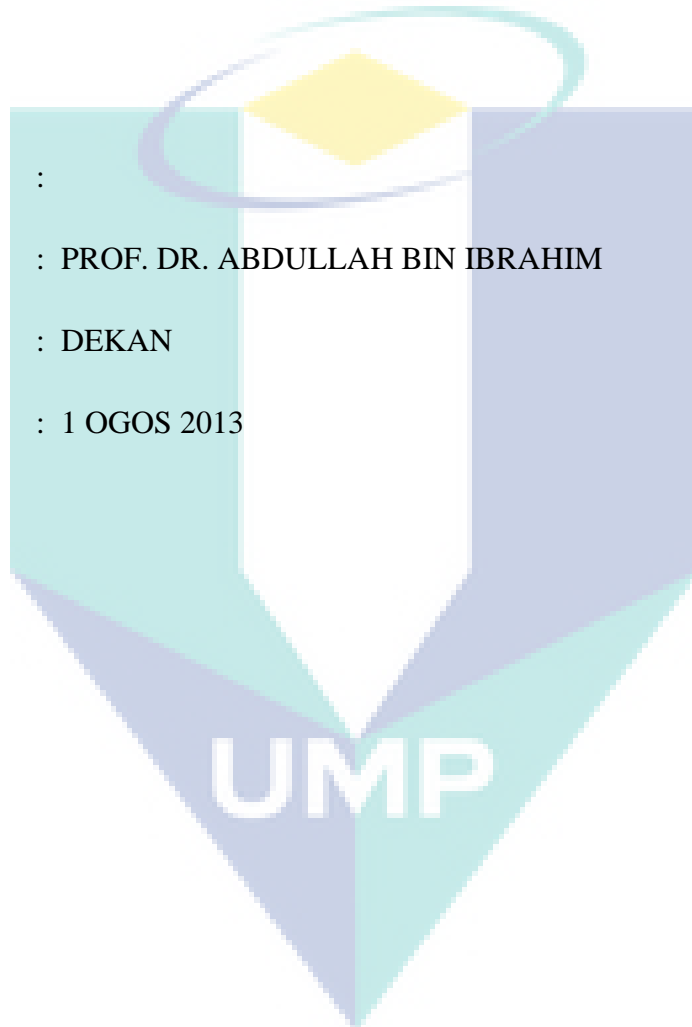 :
: PROF. DR. ABDULLAH BIN IBRAHIM
: DEKAN
: 1 OGOS 2013
UMP